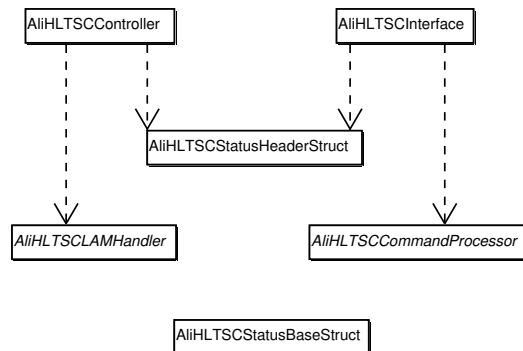 AliHLTSCController
AliHLTSCInterface
AliHLTSCStatusHeaderStruct
AliHLTSCLAMHandler
AliHLTSCCommandProcessor
AliHLTSCStatusBaseStruct